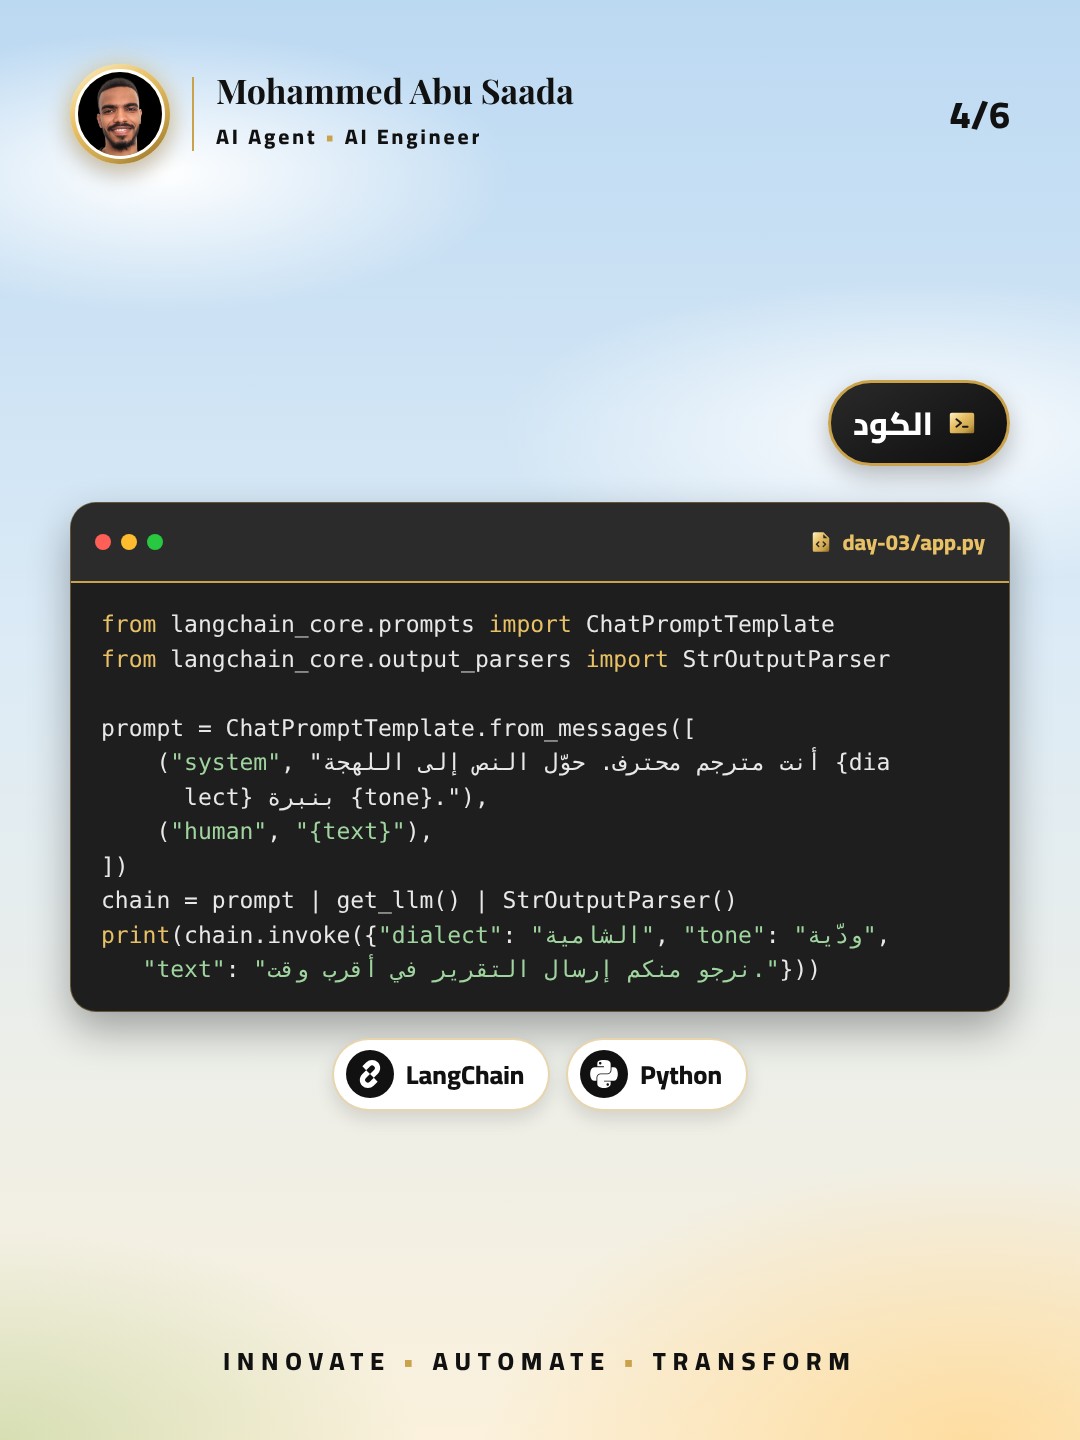 Mohammed Abu Saada
AI Agent ▪ AI Engineer
4/6
الكود
day-03/app.py
from langchain_core.prompts import ChatPromptTemplate
from langchain_core.output_parsers import StrOutputParser
prompt = ChatPromptTemplate.from_messages([
("system", "أنت مترجم محترف. حوّل النص إلى اللهجة {dia
lect} بنبرة {tone}."),
("human", "{text}"),
])
chain = prompt | get_llm() | StrOutputParser()
print(chain.invoke({"dialect": "الشامية", "tone": "ودّية",
"text": "نرجو منكم إرسال التقرير في أقرب وقت."}))
LangChain
Python
INNOVATE ▪ AUTOMATE ▪ TRANSFORM